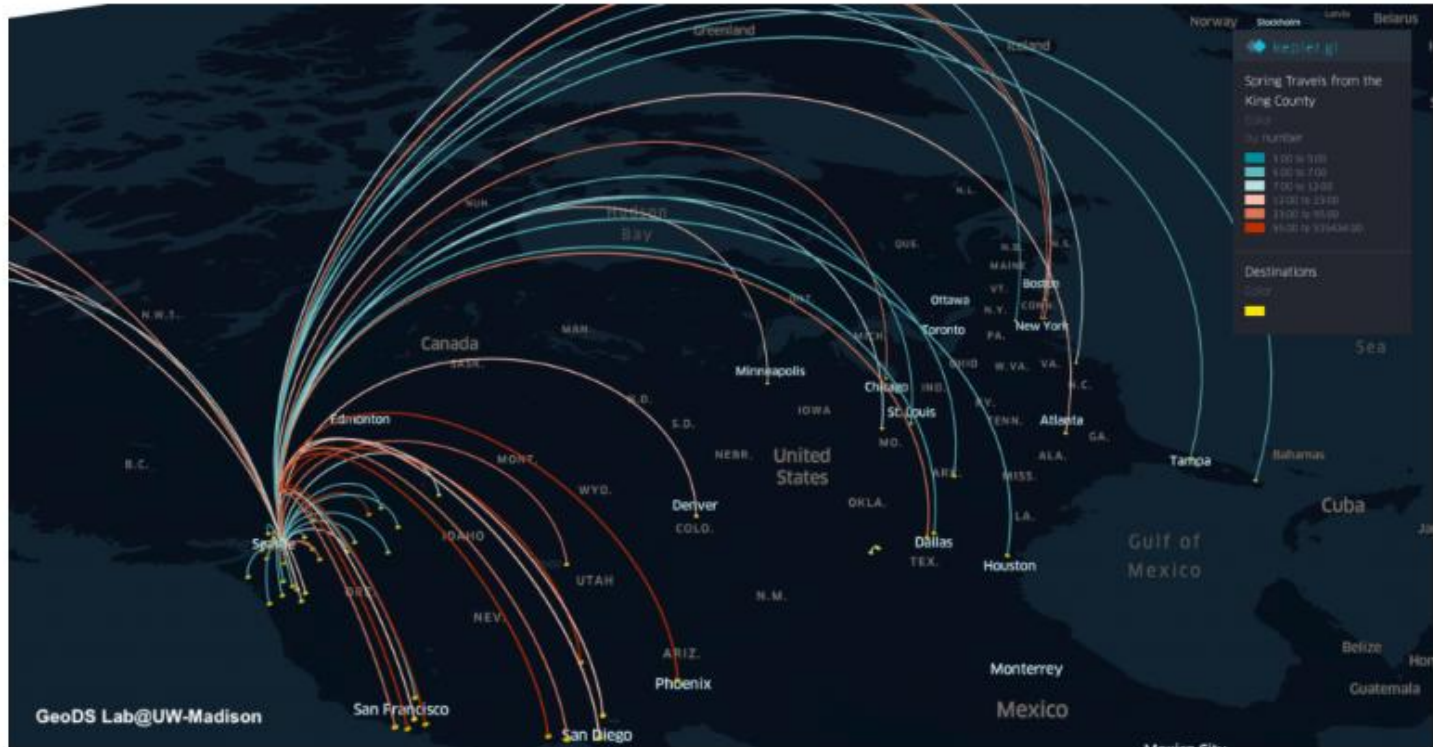 Greenland
Norway
Stockholm
Latvia
Belarus
Iceland
kepler.gl
Spring Travels from the
King County
Color
by number
Destinations
Color
N.L.
NUN.
Hudson
Bay
QUE.
N.B.
N.S.
MAINE
Boston
VT.
CONN.
N.Y.
Ottawa
ONT.
N.W.T.
Toronto
New York
PA.
MICH.
Canada
SASK.
MAN.
Sea
OHIO
W.VA.
VA.
Minneapolis
Chicago
IND.
N.C.
N.D.
KY.
IOWA
St. Louis
TENN.
Atlanta
Edmonton
S.D.
MO.
GA.
B.C.
MONT.
NEBR.
United
States
ALA.
Tampa
Bahamas
WYO.
ARK.
MISS.
Denver
COLO.
OKLA.
LA.
Cuba
IDAHO
Seattle
Dallas
TEX.
Houston
Gulf of
Mexico
UTAH
ORE.
N.M.
NEV.
ARIZ.
Phoenix
Monterrey
Belize
Guatemala
San Francisco
Mexico
GeoDS Lab@UW-Madison
San Diego
Mexico City